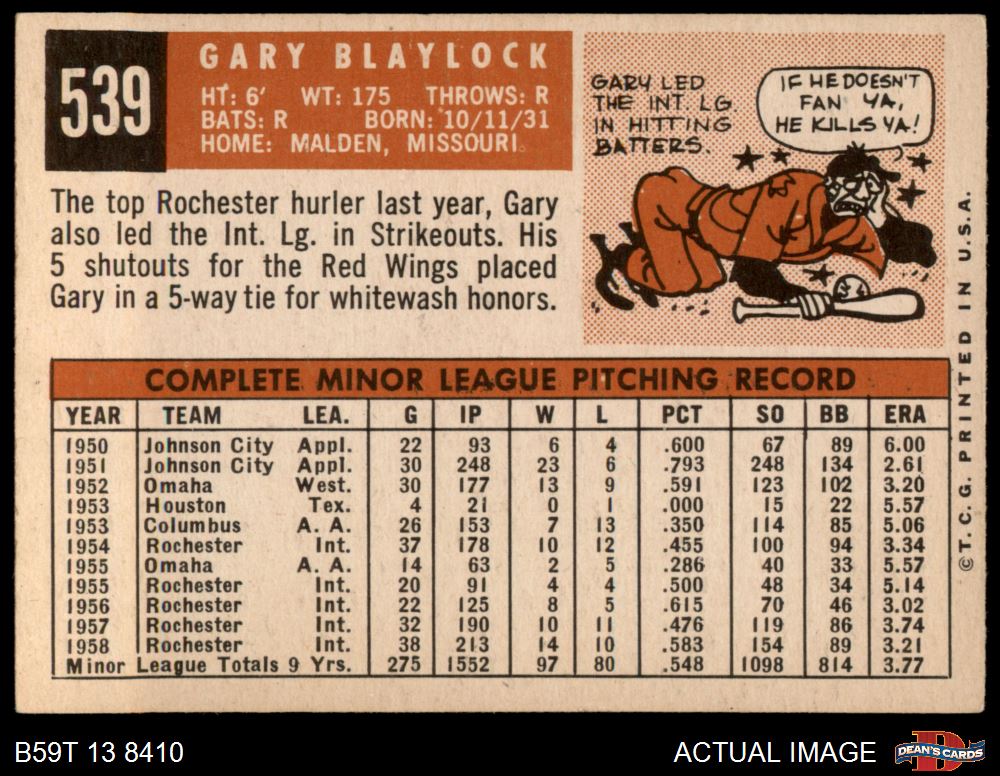 539
GARY BLAYLOCK
HT: 6' WT: 175 THROWS: R
BATS: R BORN: 10/11/31
HOME: MALDEN, MISSOURI.
The top Rochester hurler last year, Gary
also led the Int. Lg. in Strikeouts. His
5 shutouts for the Red Wings placed
Gary in a 5-way tie for whitewash honors.
GARY LED
THE INT. LG
IN HITTING
BATTERS.
IF HE DOESN'T
FAN YA,
HE KILLS YA!
COMPLETE MINOR LEAGUE PITCHING RECORD
YEAR TEAM LEA. G IP W L PCT SO BB ERA
1950 Johnson City Appl. 22 93 6 4 .600 67 89 6.00
1951 Johnson City Appl. 30 248 23 6 .793 248 134 2.61
1952 Omaha West. 30 177 13 9 .591 123 102 3.20
1953 Houston Tex. 4 21 0 1 .000 15 22 5.57
1953 Columbus A. A. 26 153 7 13 .350 114 85 5.06
1954 Rochester Int. 37 178 10 12 .455 100 94 3.34
1955 Omaha A. A. 14 63 2 5 .286 40 33 5.57
1955 Rochester Int. 20 91 4 4 .500 48 34 5.14
1956 Rochester Int. 22 125 8 5 .615 70 46 3.02
1957 Rochester Int. 32 190 10 11 .476 119 86 3.74
1958 Rochester Int. 38 213 14 10 .583 154 89 3.21
Minor League Totals 9 Yrs. 275 1552 97 80 .548 1098 814 3.77
© T. C. G. PRINTED IN U.S.A.
B59T 13 8410
ACTUAL IMAGE
DEAN'S CARDS